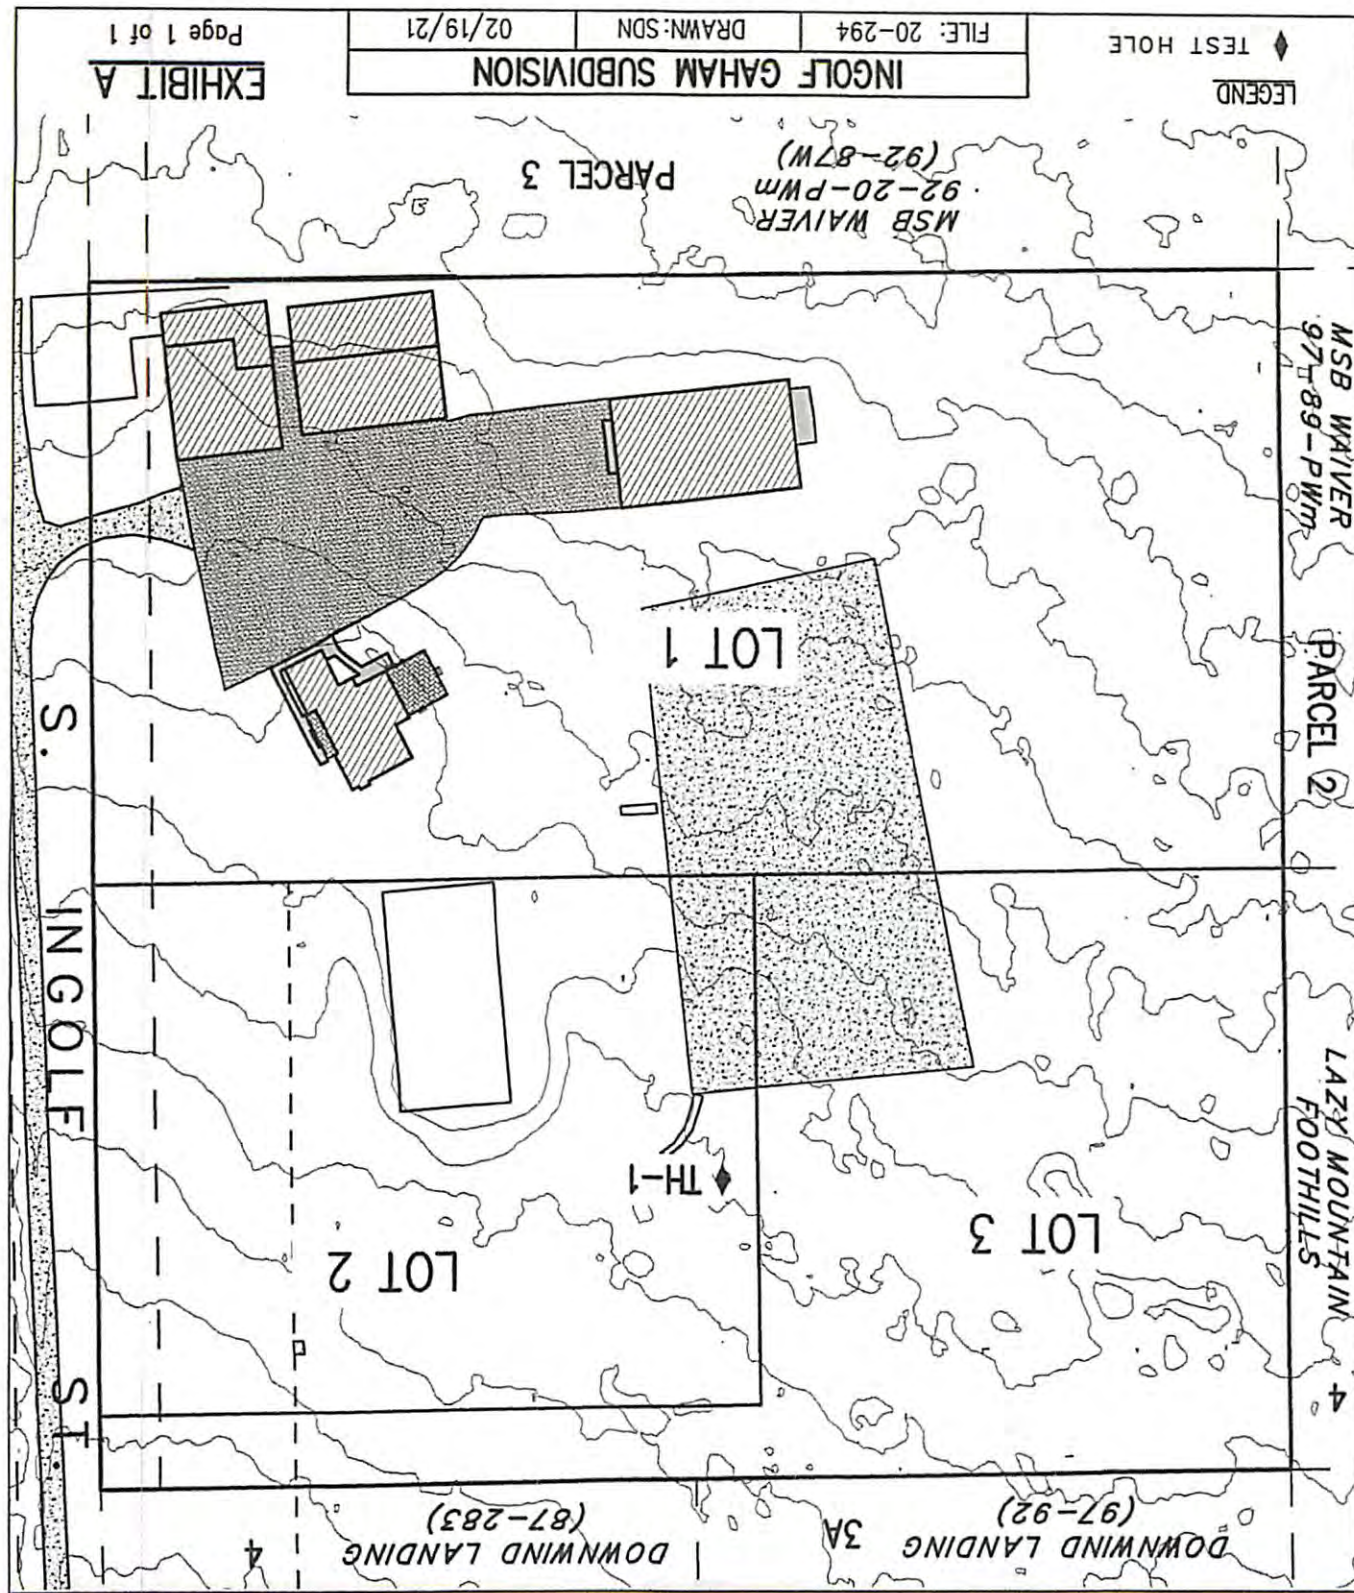 DOWNWIND LANDING
(97-92)
3A
DOWNWIND LANDING
(87-283)
4
4
LAZY MOUNTAIN
FOOTHILLS
LOT 3
LOT 2
TH-1
S. INGOLF ST.
PARCEL 2
MSB WAIVER
97-89-PWm
LOT 1
MSB WAIVER
92-20-PWm
(92-87W)
PARCEL 3
LEGEND
TEST HOLE
INGOLF GAHAM SUBDIVISION
FILE: 20-294
DRAWN: SDN
02/19/21
EXHIBIT A
Page 1 of 1